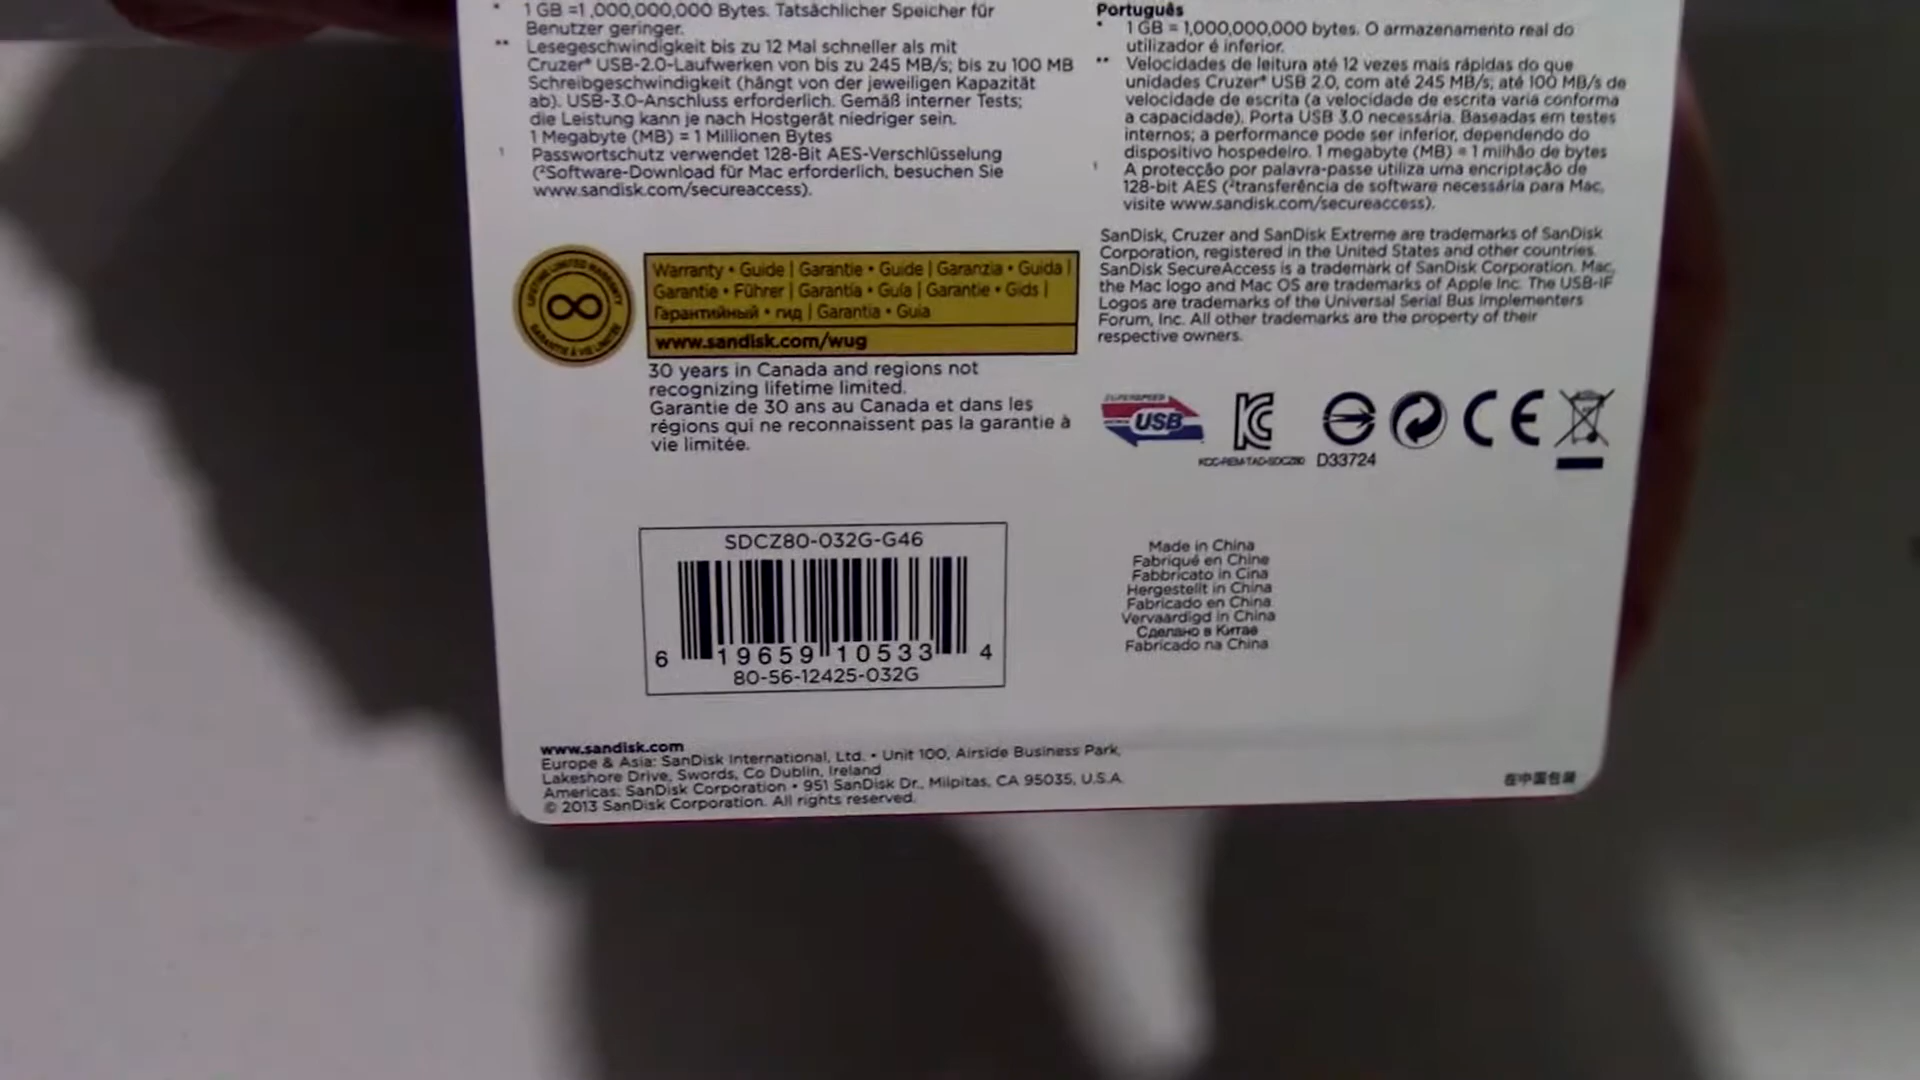 * 1 GB =1,000,000,000 Bytes. Tatsächlicher Speicher für
Benutzer geringer.
** Lesegeschwindigkeit bis zu 12 Mal schneller als mit
Cruzer® USB-2.0-Laufwerken von bis zu 245 MB/s; bis zu 100 MB
Schreibgeschwindigkeit (hängt von der jeweiligen Kapazität
ab). USB-3.0-Anschluss erforderlich. Gemäß interner Tests;
die Leistung kann je nach Hostgerät niedriger sein.
1 Megabyte (MB) = 1 Millionen Bytes
¹ Passwortschutz verwendet 128-Bit AES-Verschlüsselung
(²Software-Download für Mac erforderlich, besuchen Sie
www.sandisk.com/secureaccess).
Português
* 1 GB = 1,000,000,000 bytes. O armazenamento real do
utilizador é inferior.
** Velocidades de leitura até 12 vezes mais rápidas do que
unidades Cruzer® USB 2.0, com até 245 MB/s; até 100 MB/s de
velocidade de escrita (a velocidade de escrita varia conforma
a capacidade). Porta USB 3.0 necessária. Baseadas em testes
internos; a performance pode ser inferior, dependendo do
dispositivo hospedeiro. 1 megabyte (MB) = 1 milhão de bytes
¹ A protecção por palavra-passe utiliza uma encriptação de
128-bit AES (²transferência de software necessária para Mac,
visite www.sandisk.com/secureaccess).
SanDisk, Cruzer and SanDisk Extreme are trademarks of SanDisk
Corporation, registered in the United States and other countries.
SanDisk SecureAccess is a trademark of SanDisk Corporation. Mac,
the Mac logo and Mac OS are trademarks of Apple Inc. The USB-IF
Logos are trademarks of the Universal Serial Bus Implementers
Forum, Inc. All other trademarks are the property of their
respective owners.
LIFETIME LIMITED WARRANTY
GARANTIE À VIE LIMITÉE
Warranty • Guide | Garantie • Guide | Garanzia • Guida |
Garantie • Führer | Garantía • Guía | Garantie • Gids |
Гарантийный • гид | Garantia • Guia
www.sandisk.com/wug
30 years in Canada and regions not
recognizing lifetime limited.
Garantie de 30 ans au Canada et dans les
régions qui ne reconnaissent pas la garantie à
vie limitée.
SUPERSPEED
USB
KCC-REM-TAD-SDCZ80
D33724
CE
SDCZ80-032G-G46
6 19659 10533 4
80-56-12425-032G
Made in China
Fabriqué en Chine
Fabbricato in Cina
Hergestellt in China
Fabricado en China
Vervaardigd in China
Сделано в Китае
Fabricado na China
www.sandisk.com
Europe & Asia: SanDisk International, Ltd. • Unit 100, Airside Business Park,
Lakeshore Drive, Swords, Co Dublin, Ireland
Americas: SanDisk Corporation • 951 SanDisk Dr., Milpitas, CA 95035, U.S.A.
© 2013 SanDisk Corporation. All rights reserved.
在中国包装